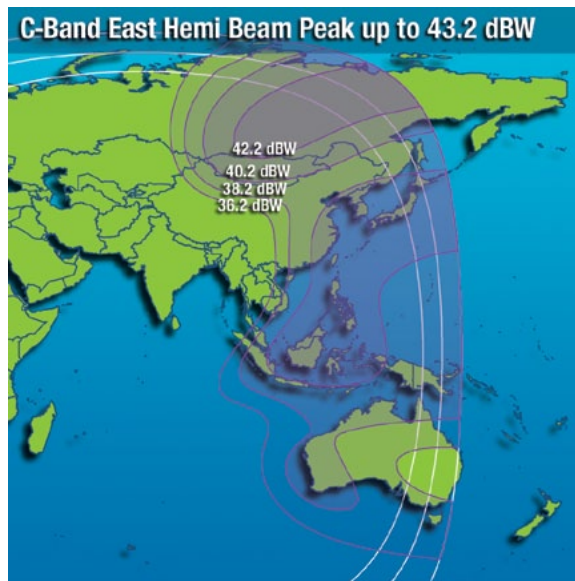 C-Band East Hemi Beam Peak up to 43.2 dBW
42.2 dBW
40.2 dBW
38.2 dBW
36.2 dBW